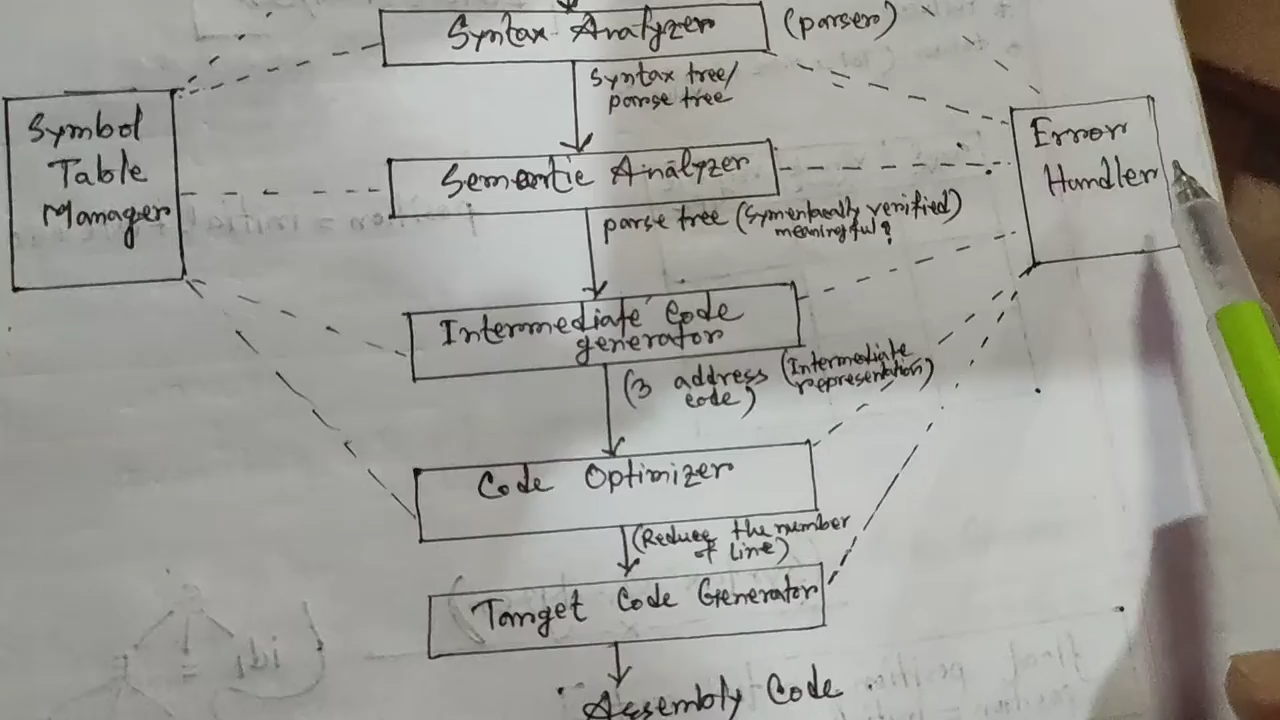 Syntax Analyzer (parser)
syntax tree/
parse tree
Symbol
Table
Manager
Error
Handler
Semantic Analyzer
parse tree (symentecally verified)
meaningful?
Intermediate Code
generator
(3 address (Intermediate
code) representation)
Code Optimizer
(Reduce the number
of line)
Target Code Generator
Assembly Code